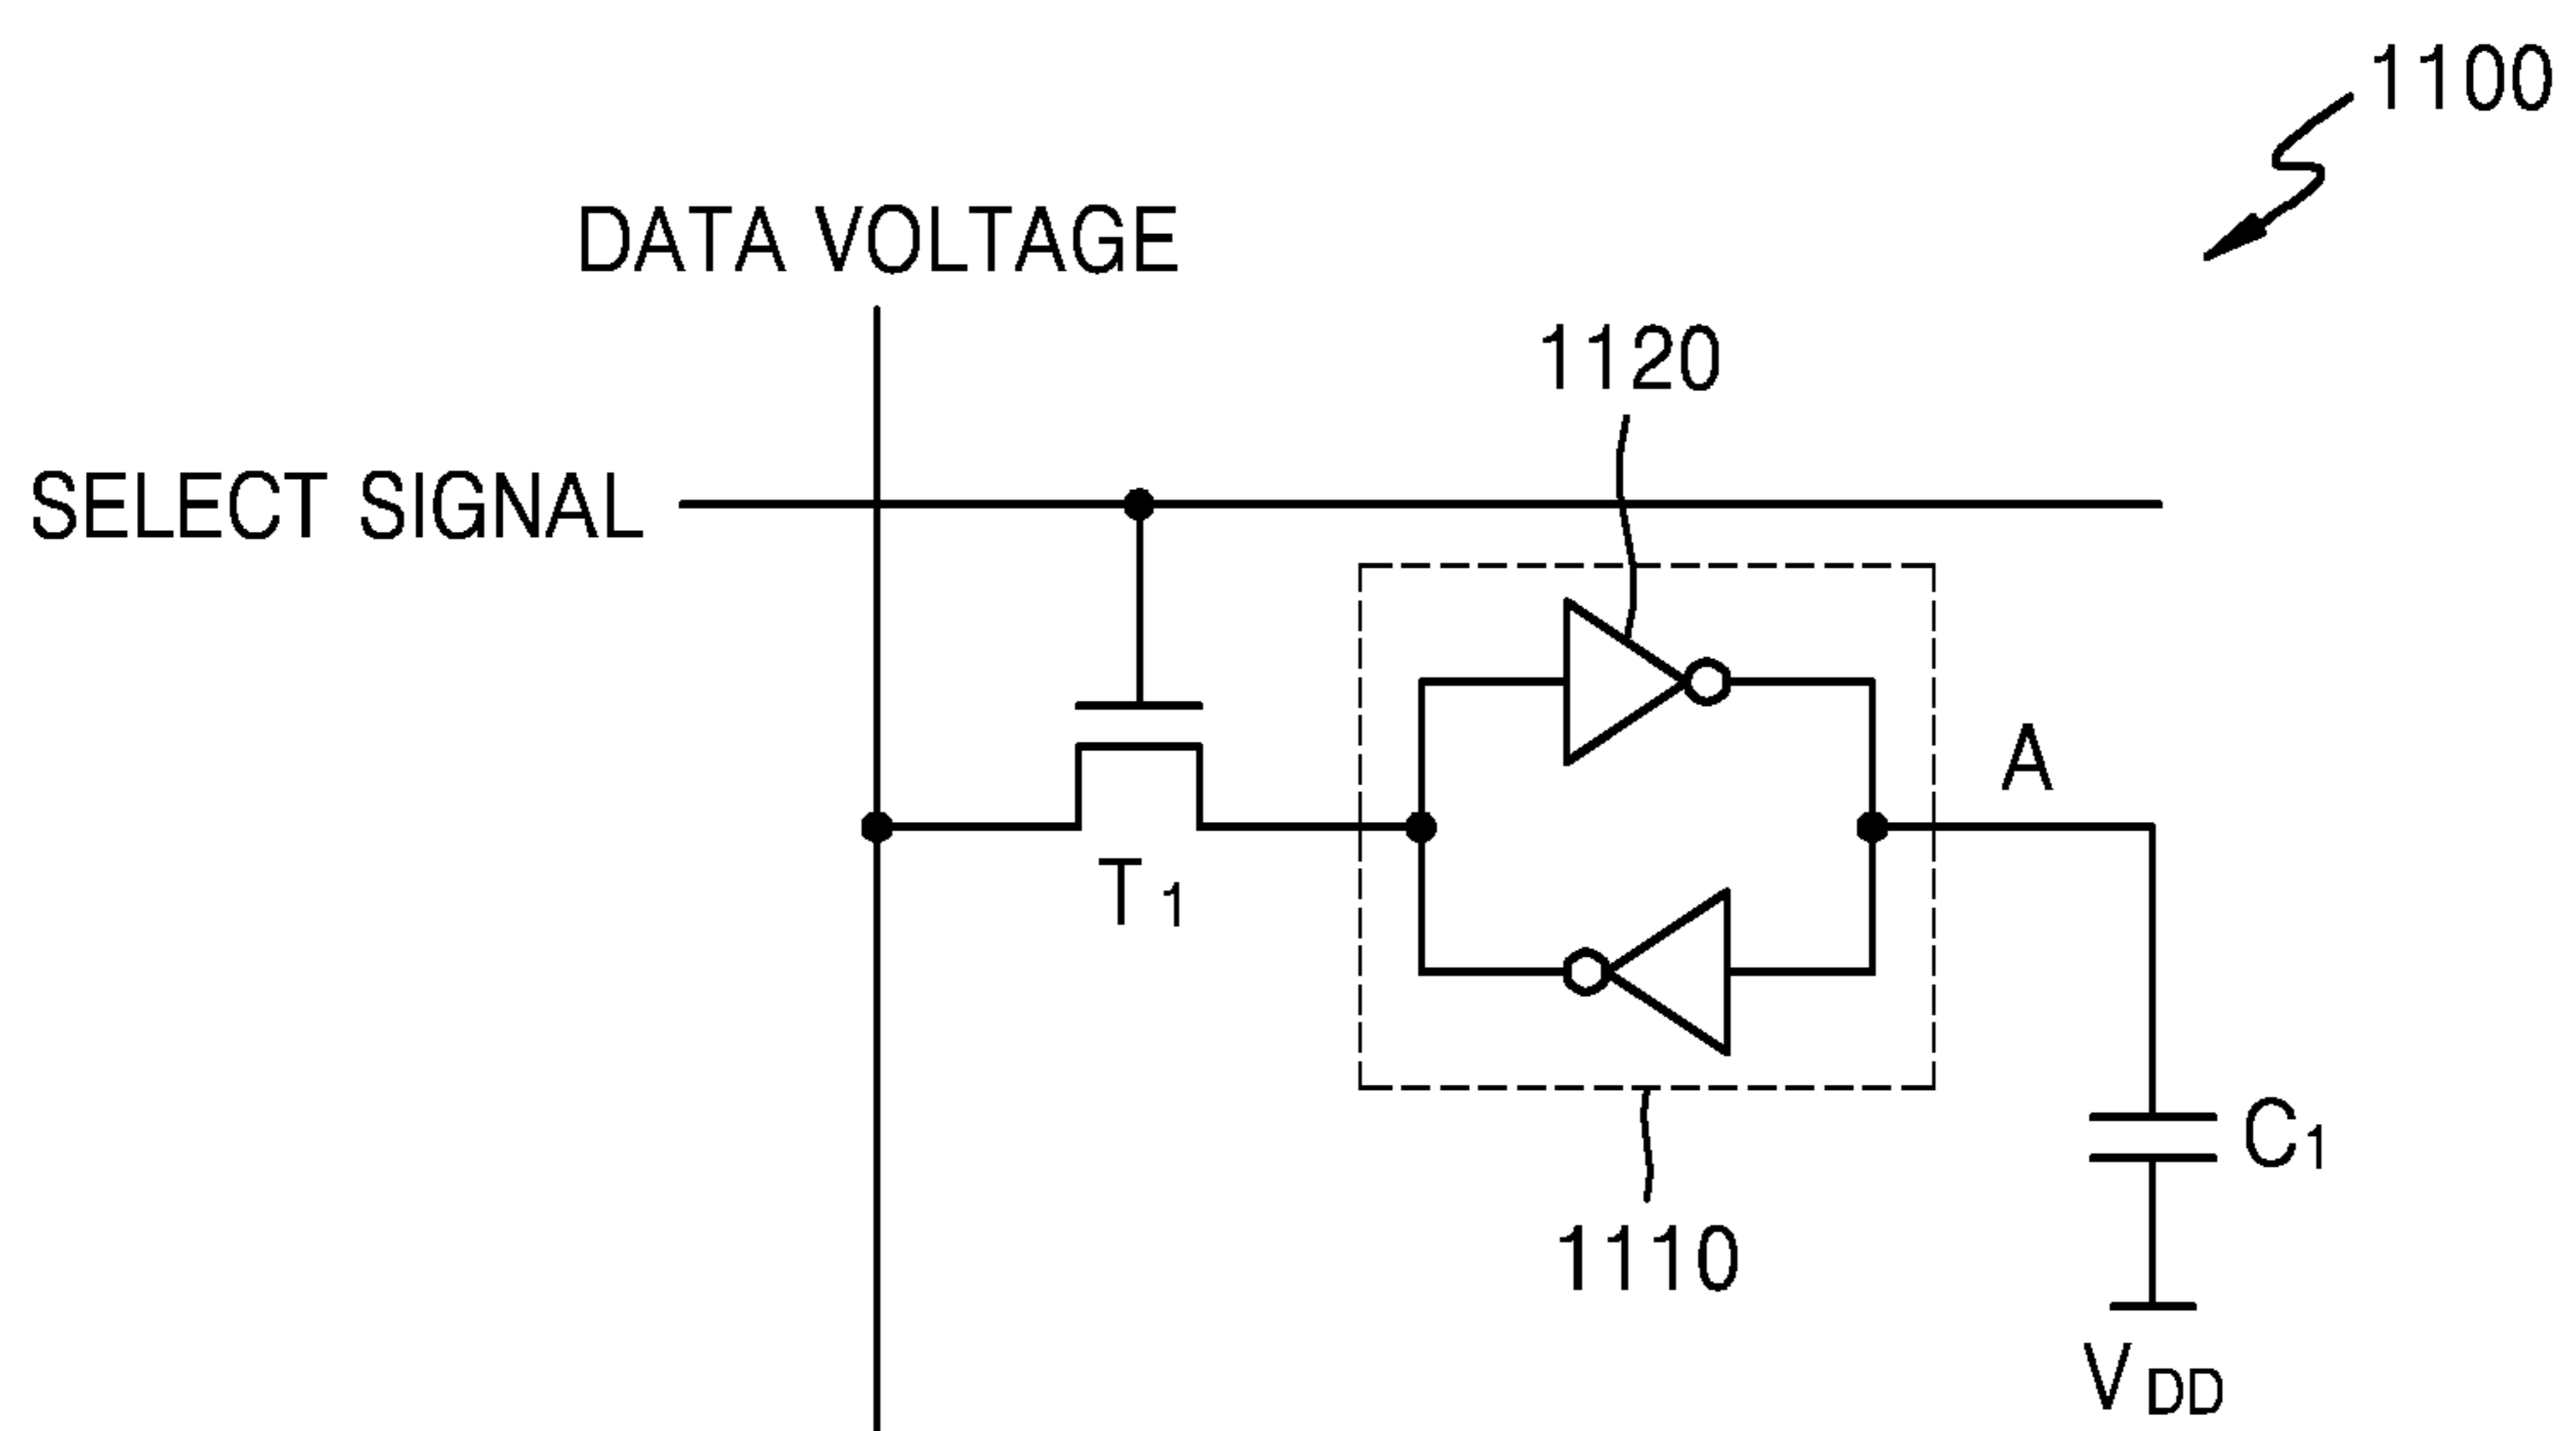 1100
DATA VOLTAGE
1120
SELECT SIGNAL
A
T1
C1
1110
VDD